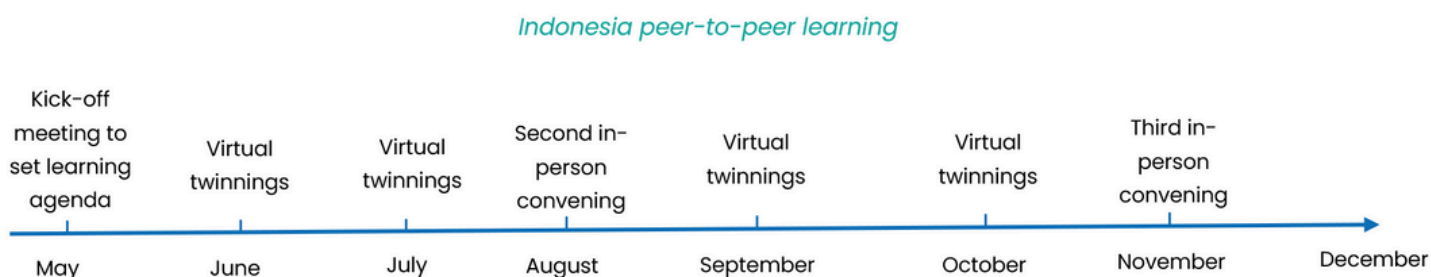 Indonesia peer-to-peer learning
Kick-off
meeting to
set learning
agenda
Virtual
twinnings
Virtual
twinnings
Second in-
person
convening
Virtual
twinnings
Virtual
twinnings
Third in-
person
convening
May
June
July
August
September
October
November
December